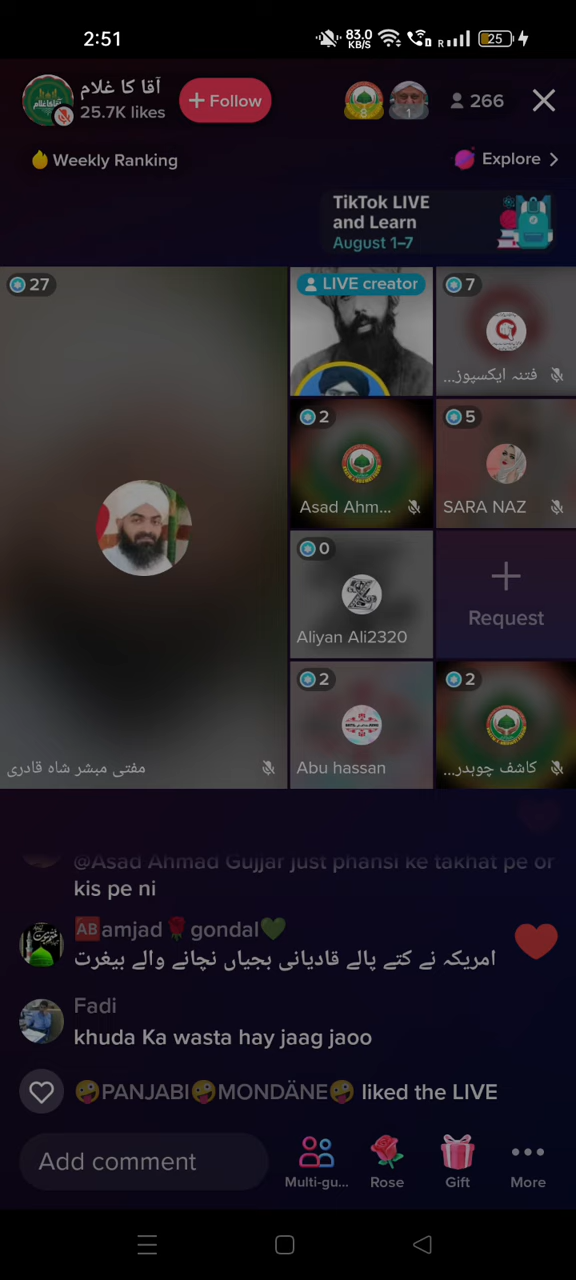 2:51
83.0
KB/S
R
25
آقا کا غلام
25.7K likes
+ Follow
8
1
266
Weekly Ranking
Explore >
TikTok LIVE
and Learn
August 1–7
27
LIVE creator
7
فتنہ ایکسپوز...
2
Asad Ahm...
5
SARA NAZ
0
Aliyan Ali2320
Request
مفتی مبشر شاہ قادری
2
Abu hassan
2
کاشف چوہدر...
@Asad Ahmad Gujjar just phansi ke takhat pe or
kis pe ni
🆎amjad🌹gondal💚
امریکہ نے کتے پالے قادیانی بجیاں نچانے والے بیغرت
Fadi
khuda Ka wasta hay jaag jaoo
🤪PANJABI🤪MONDÄNE🤪 liked the LIVE
Add comment
Multi-gu...
Rose
Gift
More